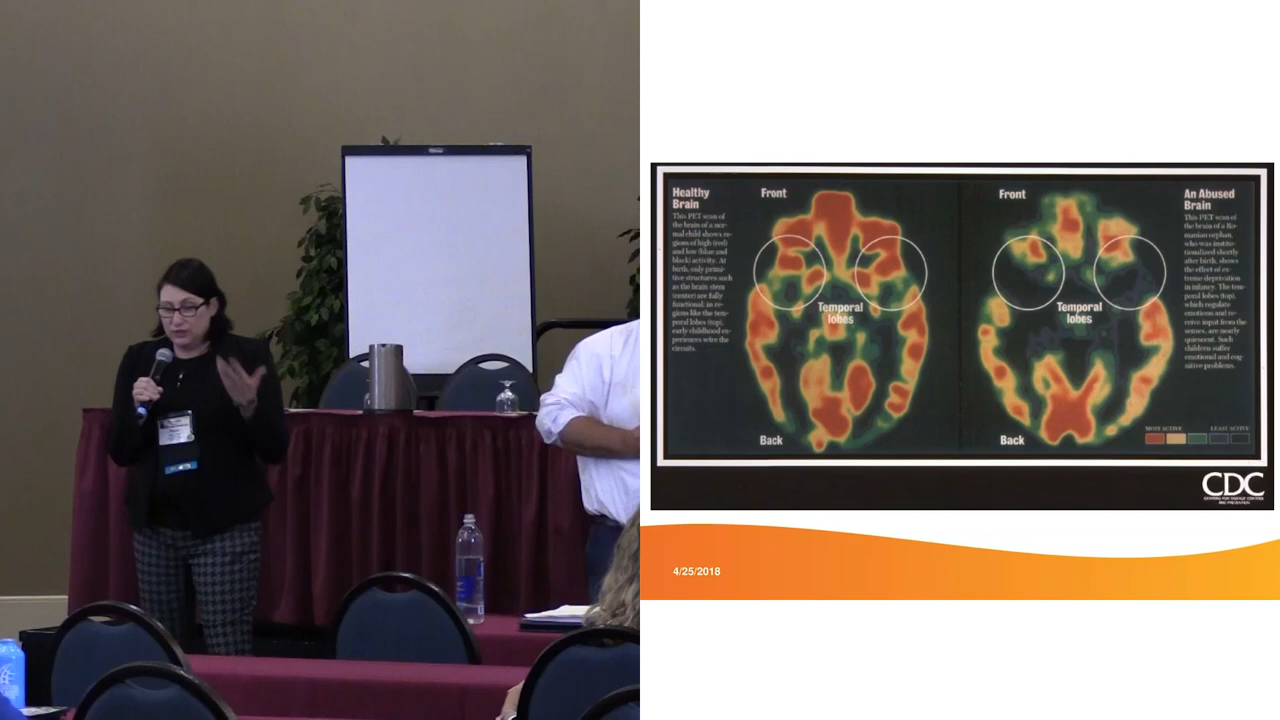 Healthy
Brain
This PET scan of
the brain of a nor-
mal child shows re-
gions of high (red)
and low (blue and
black) activity. At
birth, only primi-
tive structures such
as the brain stem
(center) are fully
functional; in re-
gions like the tem-
poral lobes (top),
early childhood ex-
periences wire the
circuits.
Front
Temporal
lobes
Back
Front
Temporal
lobes
Back
An Abused
Brain
This PET scan of
the brain of a Ro-
manian orphan,
who was institu-
tionalized shortly
after birth, shows
the effect of ex-
treme deprivation
in infancy. The tem-
poral lobes (top),
which regulate
emotions and re-
ceive input from the
senses, are nearly
quiescent. Such
children suffer
emotional and cog-
nitive problems.
MOST ACTIVE LEAST ACTIVE
CDC
CENTERS FOR DISEASE CONTROL
AND PREVENTION
4/25/2018